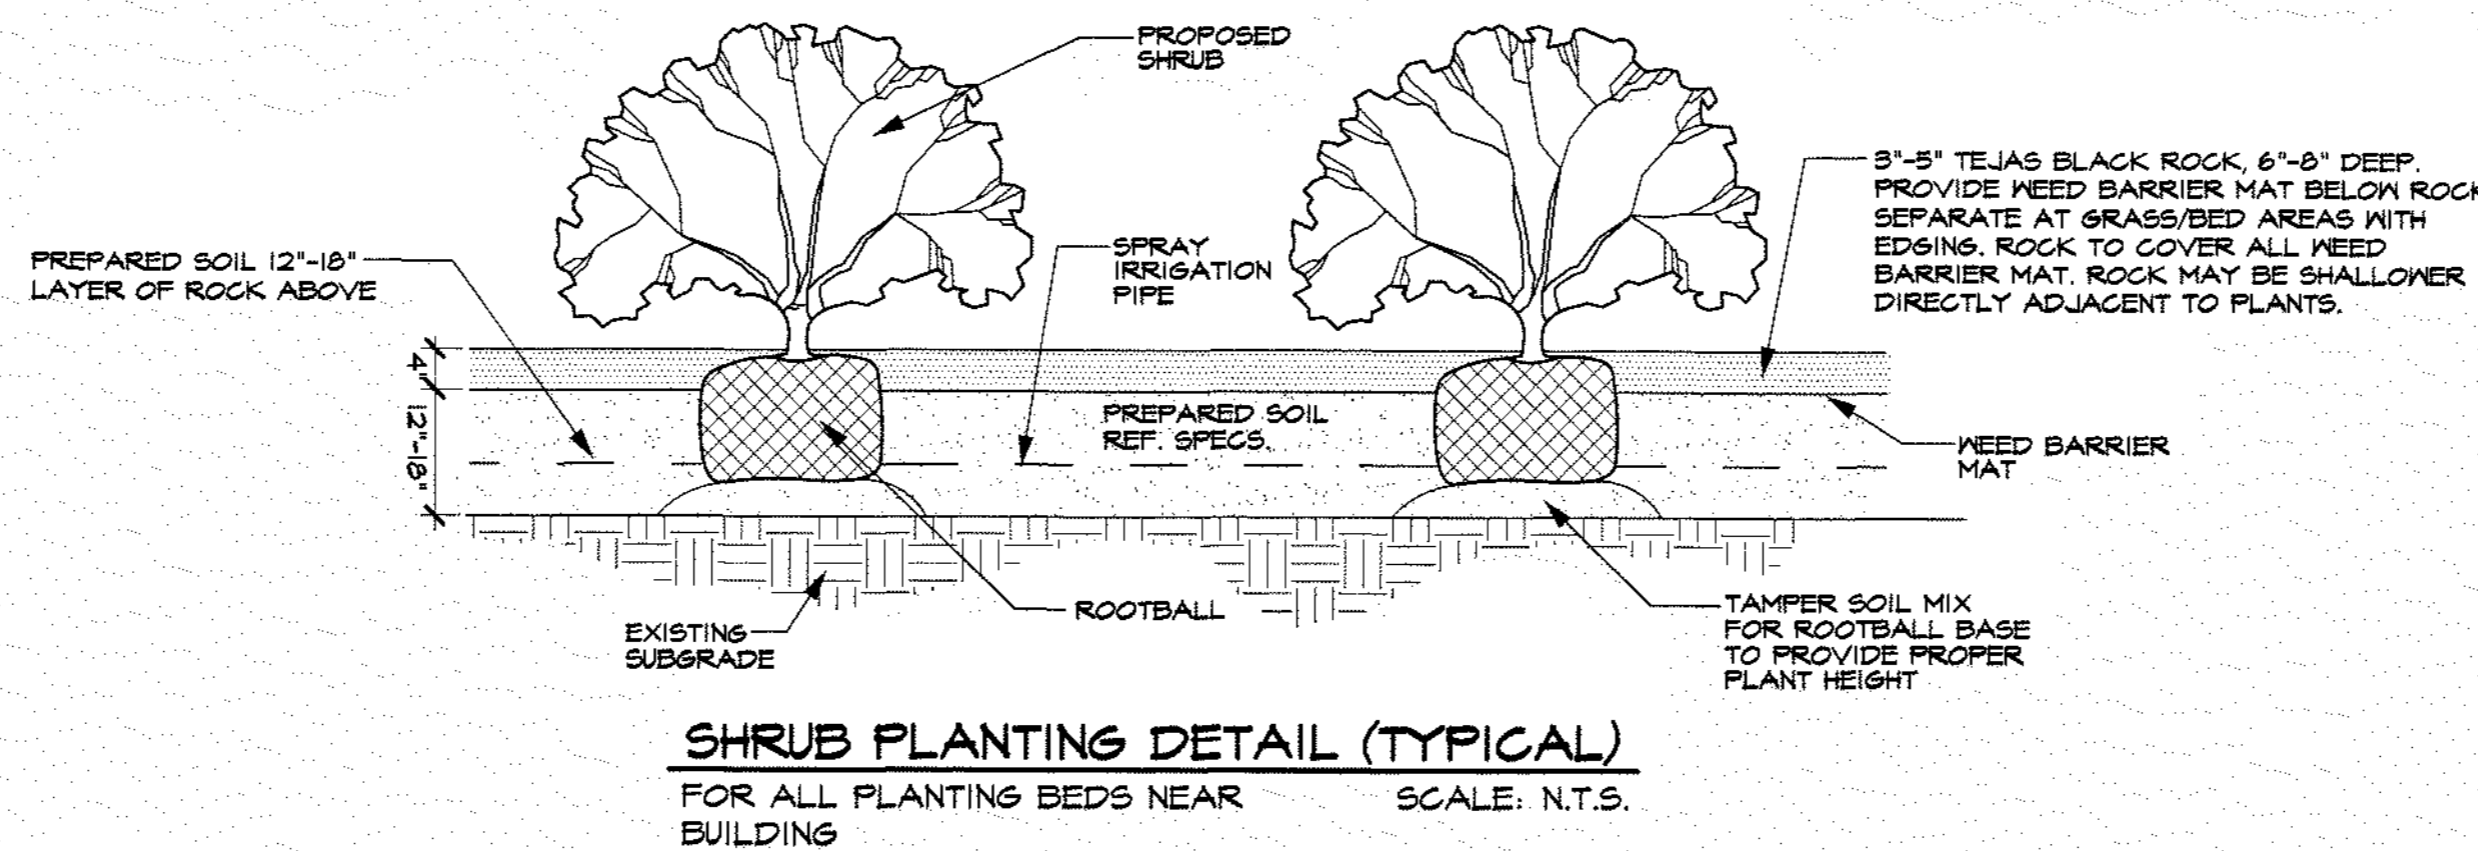 PROPOSED
SHRUB
3"-5" TEJAS BLACK ROCK, 6"-8" DEEP.
PROVIDE WEED BARRIER MAT BELOW ROCK
SEPARATE AT GRASS/BED AREAS WITH
EDGING. ROCK TO COVER ALL WEED
BARRIER MAT. ROCK MAY BE SHALLOWER
DIRECTLY ADJACENT TO PLANTS.
PREPARED SOIL 12"-18"
LAYER OF ROCK ABOVE
SPRAY
IRRIGATION
PIPE
4"
12"-18"
PREPARED SOIL
REF. SPECS.
WEED BARRIER
MAT
ROOTBALL
EXISTING
SUBGRADE
TAMPER SOIL MIX
FOR ROOTBALL BASE
TO PROVIDE PROPER
PLANT HEIGHT
SHRUB PLANTING DETAIL (TYPICAL)
FOR ALL PLANTING BEDS NEAR
BUILDING
SCALE: N.T.S.